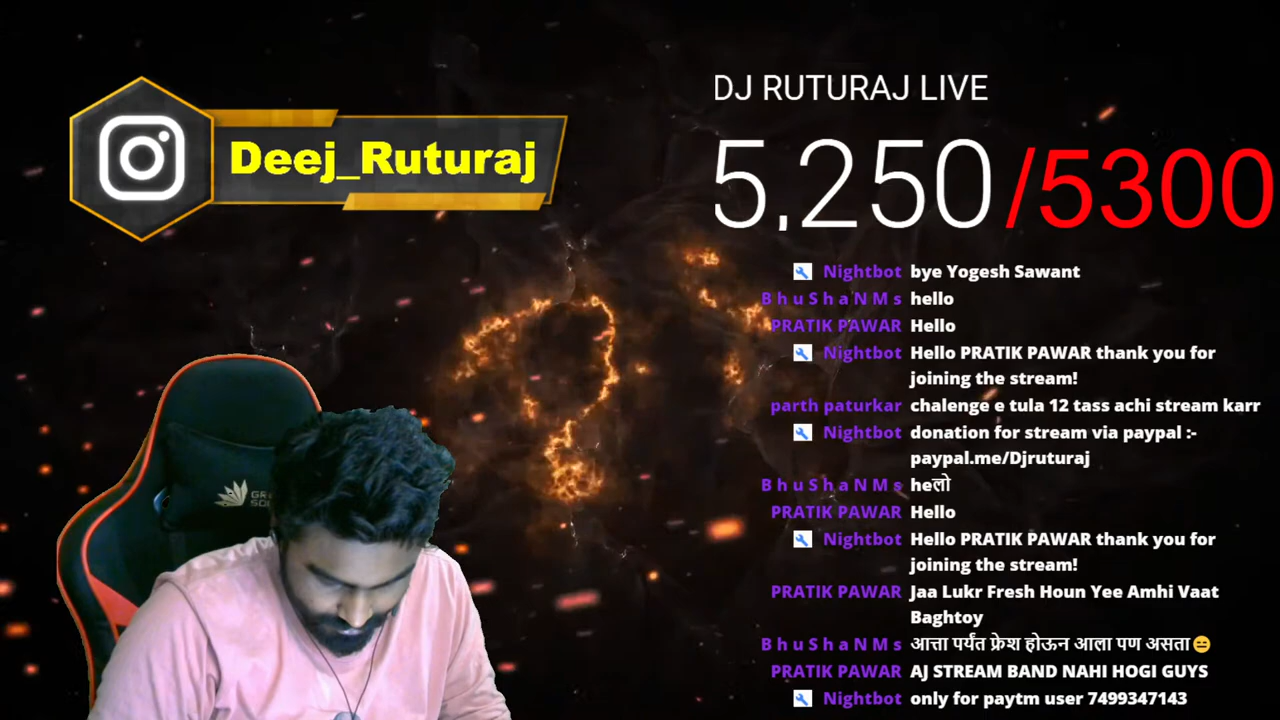 Deej_Ruturaj
DJ RUTURAJ LIVE
5,250/5300
Nightbot bye Yogesh Sawant
B h u S h a N M s hello
PRATIK PAWAR Hello
Nightbot Hello PRATIK PAWAR thank you for
joining the stream!
parth paturkar chalenge e tula 12 tass achi stream karr
Nightbot donation for stream via paypal :-
paypal.me/Djruturaj
B h u S h a N M s heलो
PRATIK PAWAR Hello
Nightbot Hello PRATIK PAWAR thank you for
joining the stream!
PRATIK PAWAR Jaa Lukr Fresh Houn Yee Amhi Vaat
Baghtoy
B h u S h a N M s आत्ता पर्यंत फ्रेश होऊन आला पण असता😑
PRATIK PAWAR AJ STREAM BAND NAHI HOGI GUYS
Nightbot only for paytm user 7499347143